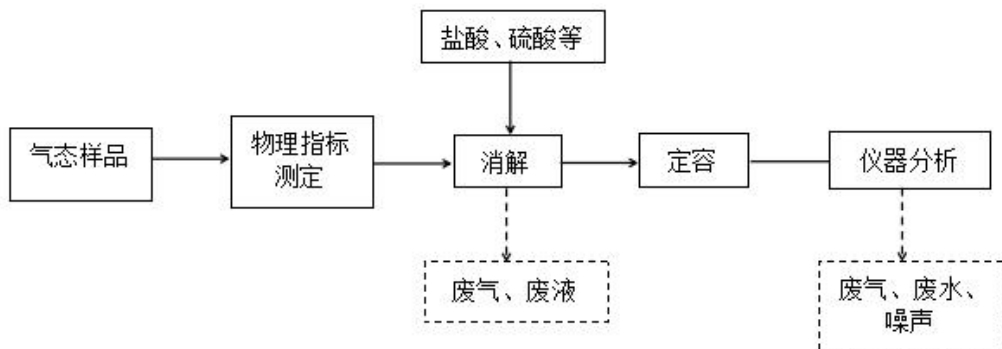 盐酸、硫酸等
气态样品
物理指标
测定
消解
定容
仪器分析
废气、废液
废气、废水、
噪声